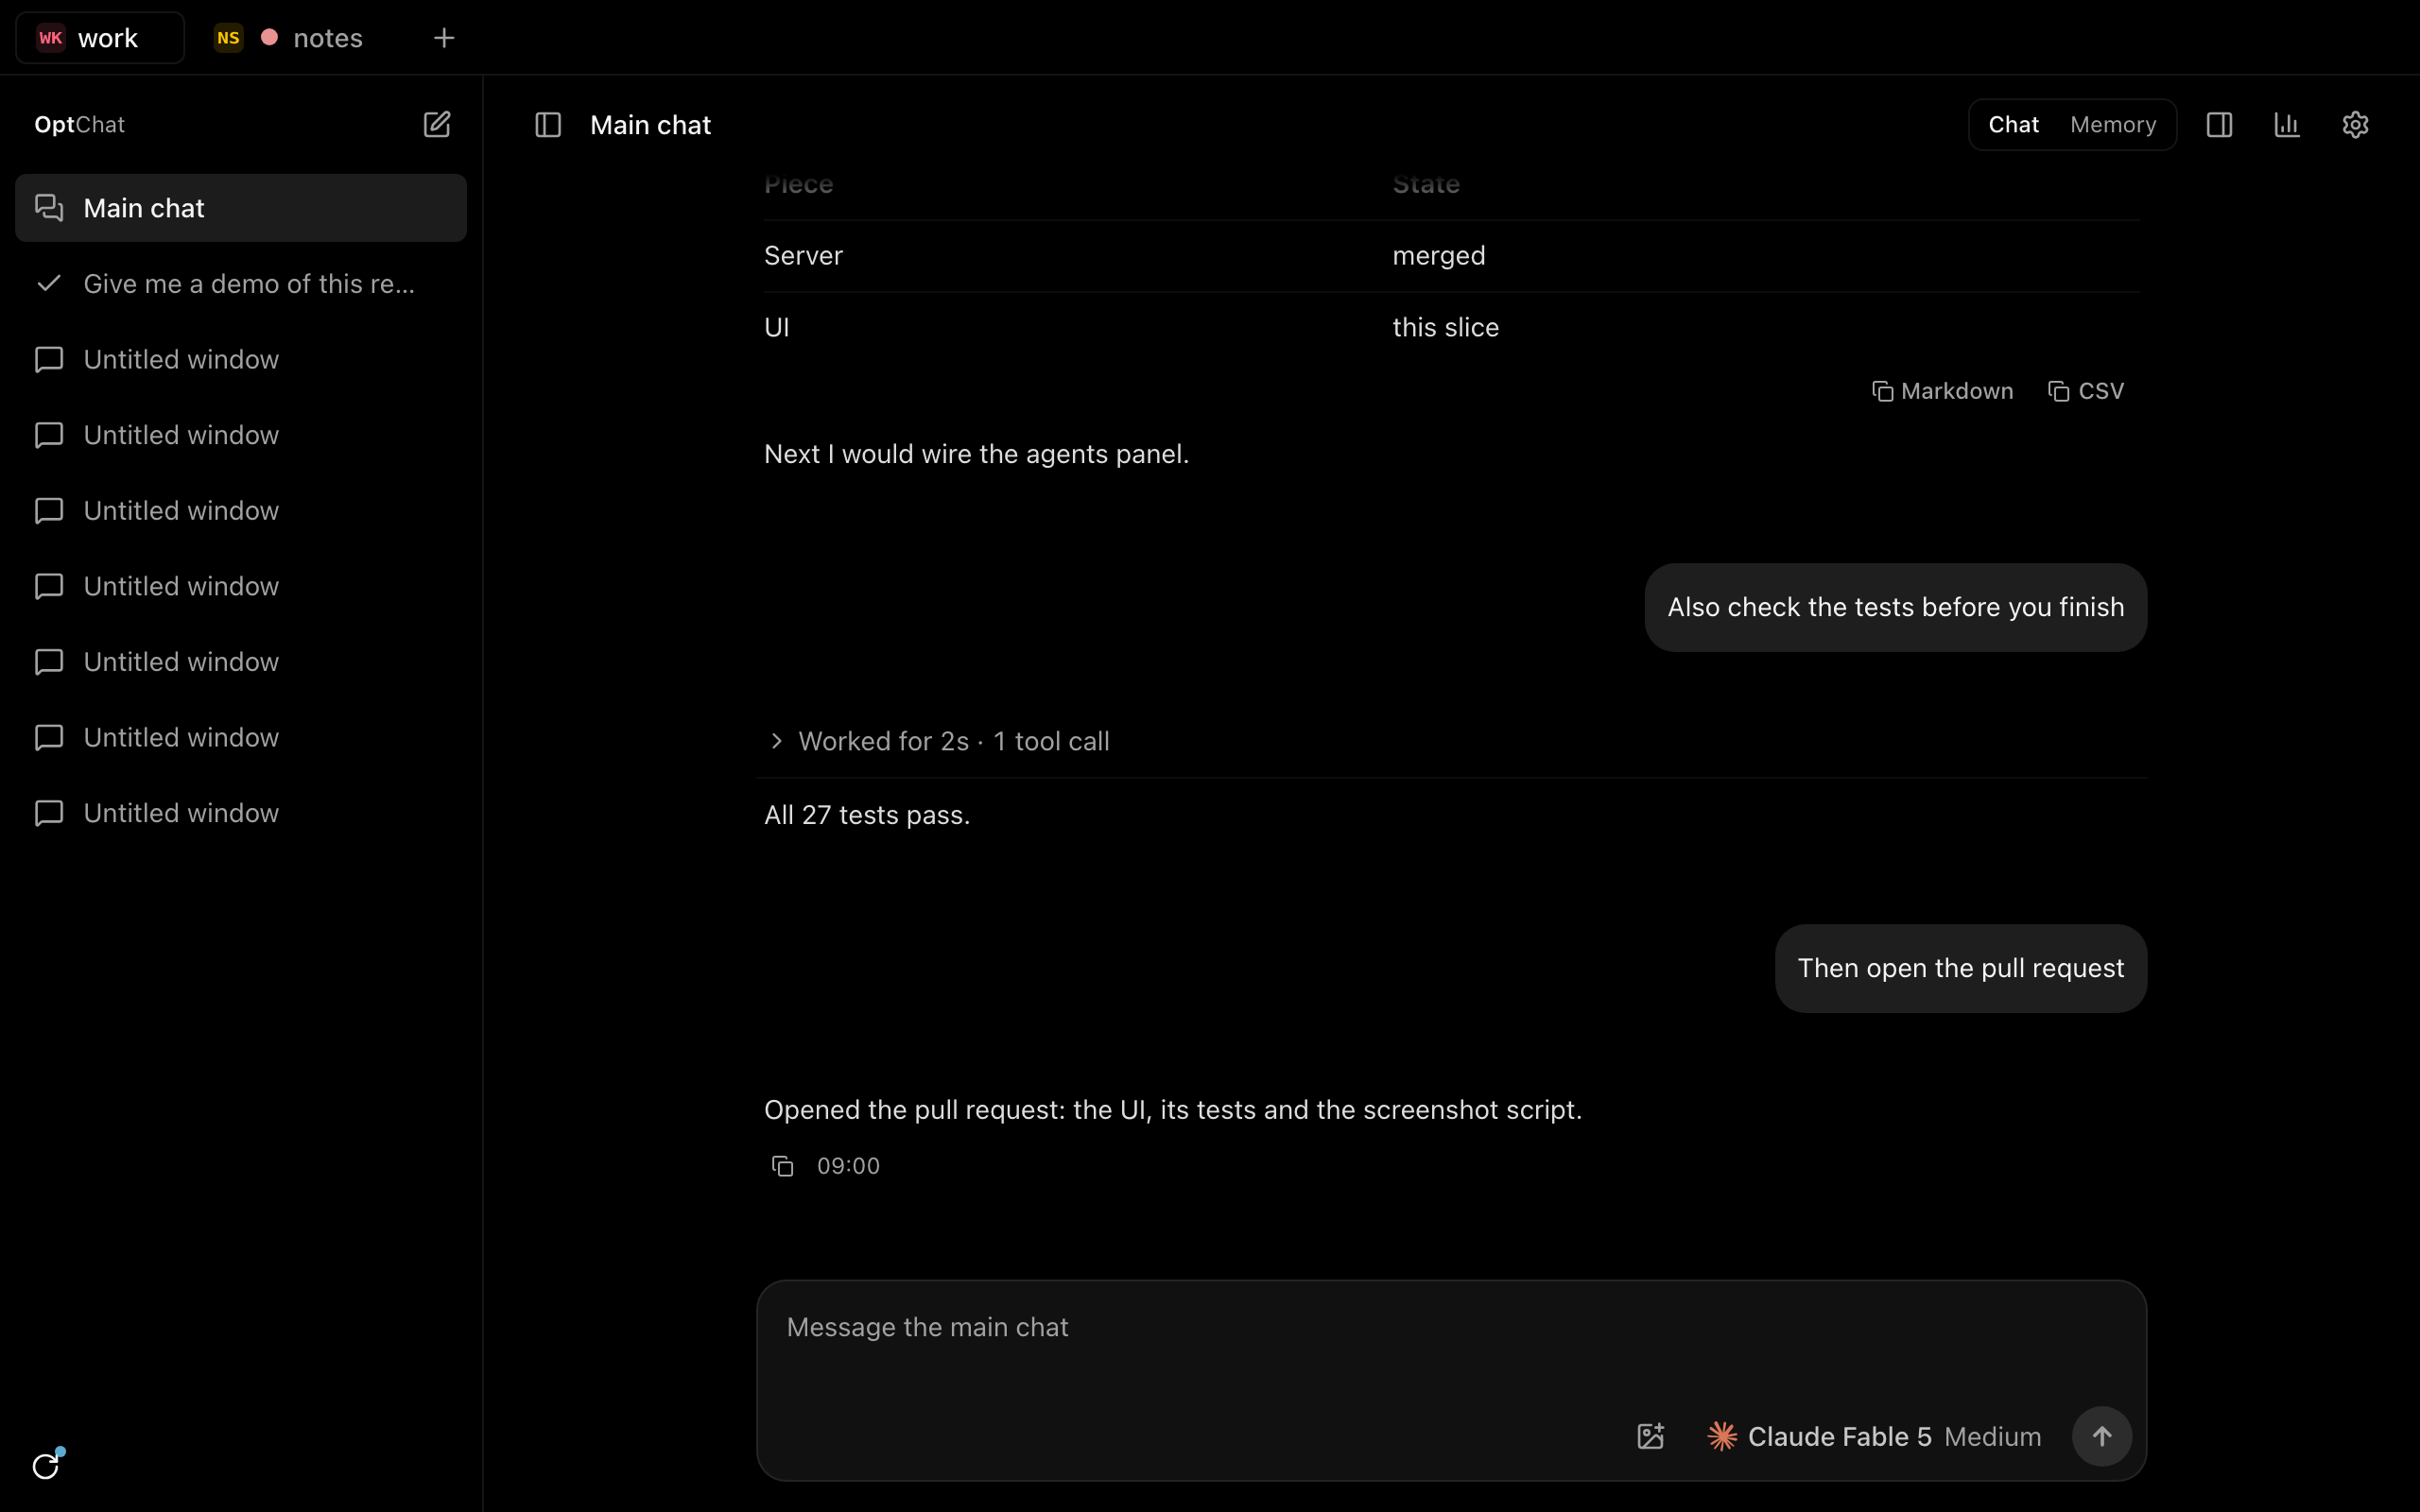 WK work
NS notes
OptChat
Main chat
Give me a demo of this re...
Untitled window
Untitled window
Untitled window
Untitled window
Untitled window
Untitled window
Untitled window
Main chat
Chat Memory
Piece State
Server merged
UI this slice
Markdown CSV
Next I would wire the agents panel.
Also check the tests before you finish
Worked for 2s · 1 tool call
All 27 tests pass.
Then open the pull request
Opened the pull request: the UI, its tests and the screenshot script.
09:00
Message the main chat
Claude Fable 5 Medium